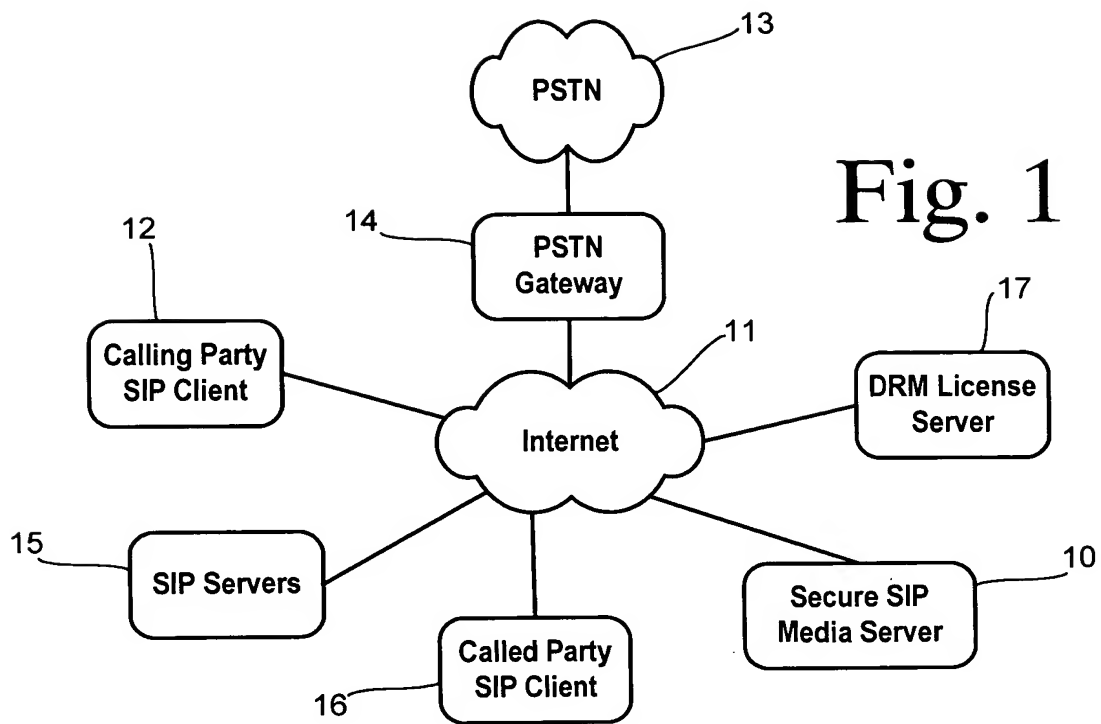 13
PSTN
Fig. 1
14
PSTN
Gateway
12
Calling Party
SIP Client
11
17
DRM License
Server
Internet
15
SIP Servers
10
Secure SIP
Media Server
Called Party
SIP Client
16